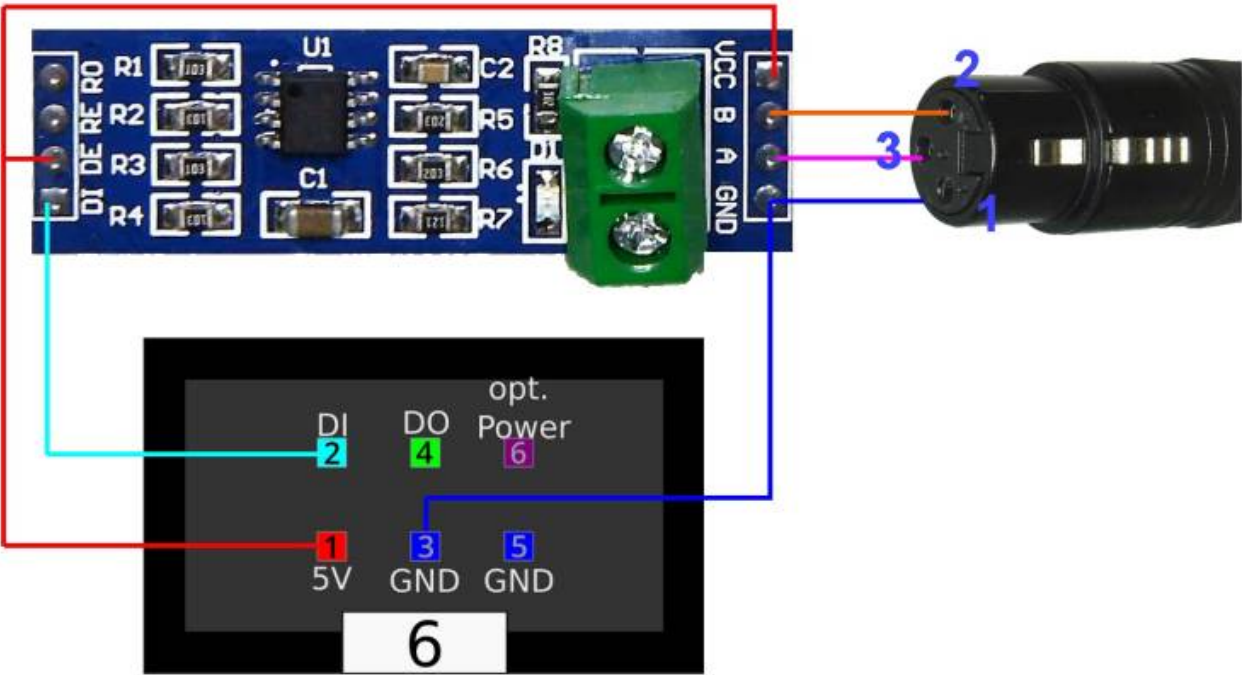 RO
RE
DE
DI
R1
R2
R3
R4
U1
C1
C2
R5
R6
R7
R8
D1
VCC
B
A
GND
2
3
1
opt.
DI DO Power
2 4 6
1 3 5
5V GND GND
6